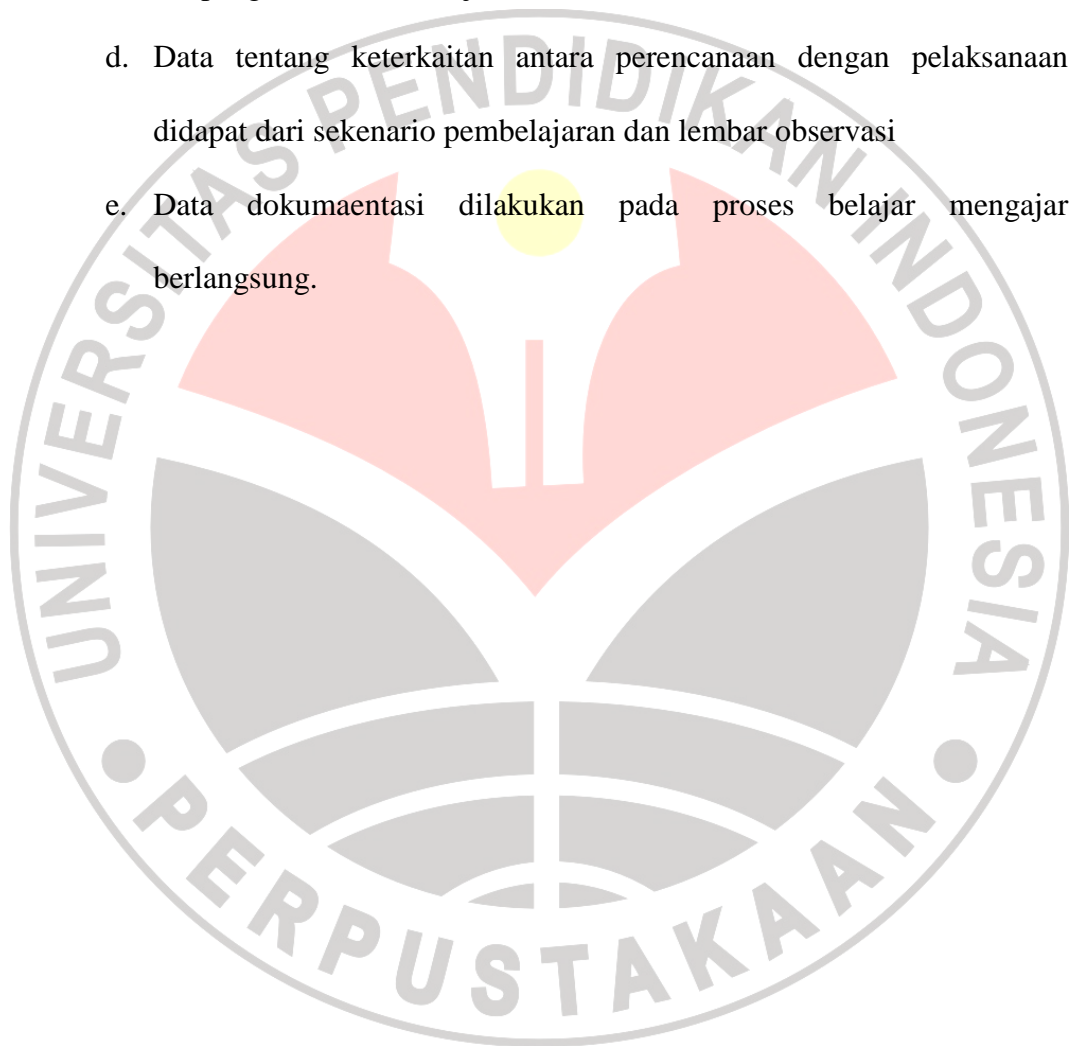 d. Data tentang keterkaitan antara perencanaan dengan pelaksanaan
didapat dari sekenario pembelajaran dan lembar observasi
e. Data dokumaentasi dilakukan pada proses belajar mengajar
berlangsung.
UNIVERSITAS PENDIDIKAN INDONESIA
PERPUSTAKAAN